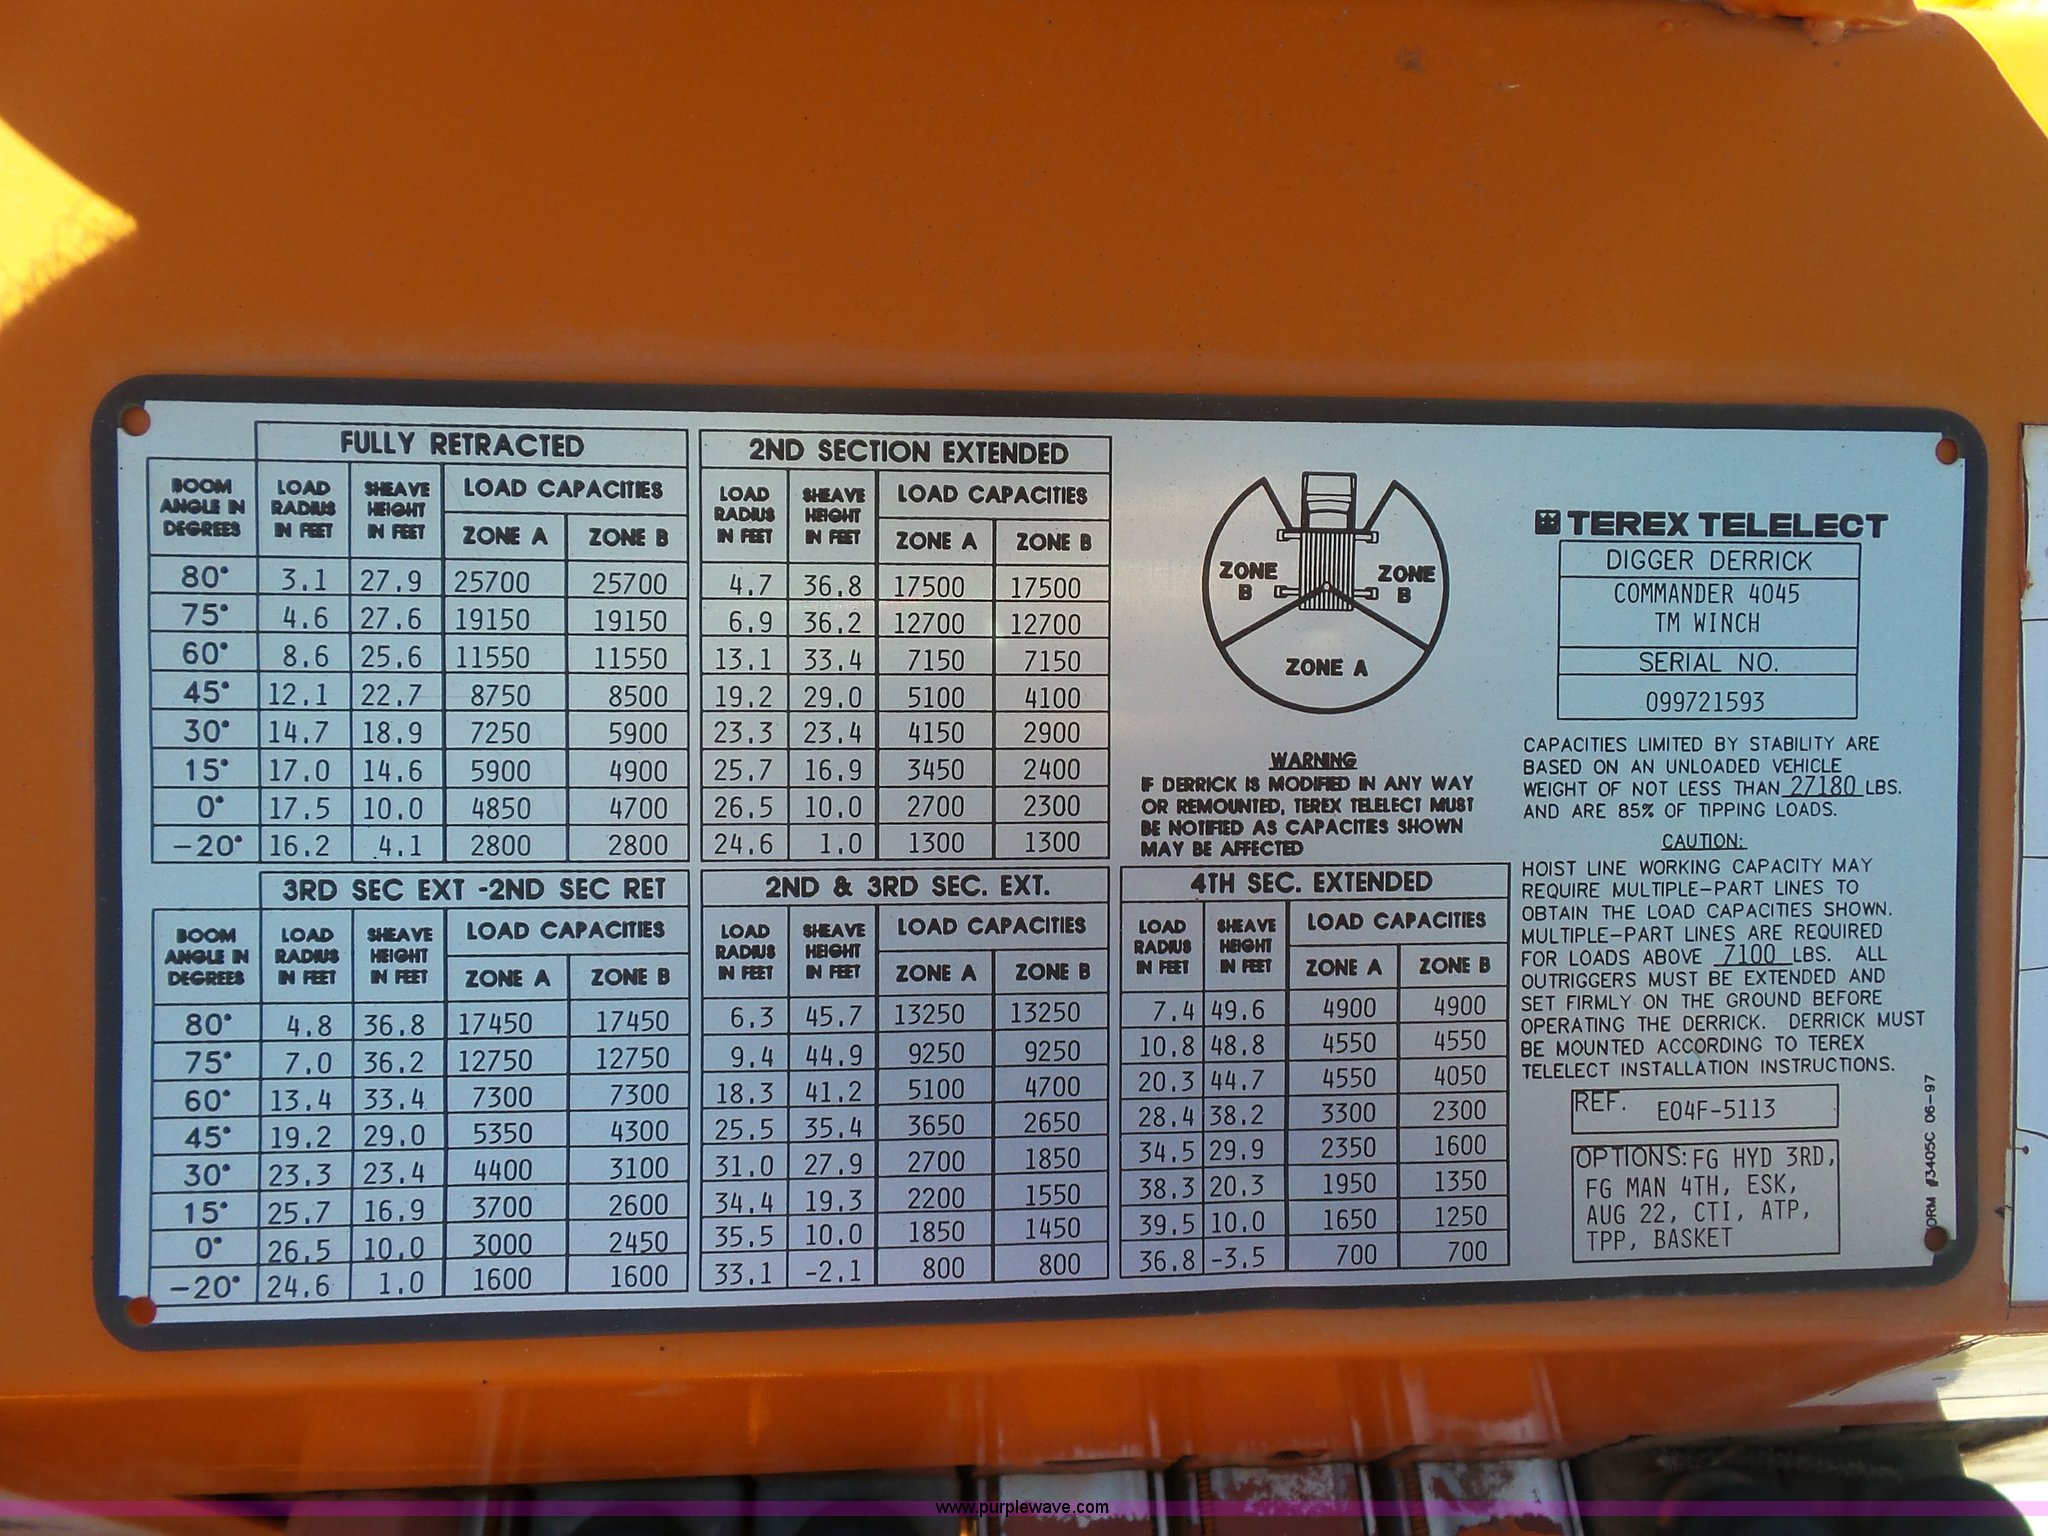 FULLY RETRACTED
BOOM ANGLE IN DEGREES LOAD RADIUS IN FEET SHEAVE HEIGHT IN FEET LOAD CAPACITIES
ZONE A ZONE B
80° 3.1 27.9 25700 25700
75° 4.6 27.6 19150 19150
60° 8.6 25.6 11550 11550
45° 12.1 22.7 8750 8500
30° 14.7 18.9 7250 5900
15° 17.0 14.6 5900 4900
0° 17.5 10.0 4850 4700
-20° 16.2 4.1 2800 2800
2ND SECTION EXTENDED
LOAD RADIUS IN FEET SHEAVE HEIGHT IN FEET LOAD CAPACITIES
ZONE A ZONE B
4.7 36.8 17500 17500
6.9 36.2 12700 12700
13.1 33.4 7150 7150
19.2 29.0 5100 4100
23.3 23.4 4150 2900
25.7 16.9 3450 2400
26.5 10.0 2700 2300
24.6 1.0 1300 1300
3RD SEC EXT -2ND SEC RET
BOOM ANGLE IN DEGREES LOAD RADIUS IN FEET SHEAVE HEIGHT IN FEET LOAD CAPACITIES
ZONE A ZONE B
80° 4.8 36.8 17450 17450
75° 7.0 36.2 12750 12750
60° 13.4 33.4 7300 7300
45° 19.2 29.0 5350 4300
30° 23.3 23.4 4400 3100
15° 25.7 16.9 3700 2600
0° 26.5 10.0 3000 2450
-20° 24.6 1.0 1600 1600
2ND & 3RD SEC. EXT.
LOAD RADIUS IN FEET SHEAVE HEIGHT IN FEET LOAD CAPACITIES
ZONE A ZONE B
6.3 45.7 13250 13250
9.4 44.9 9250 9250
18.3 41.2 5100 4700
25.5 35.4 3650 2650
31.0 27.9 2700 1850
34.4 19.3 2200 1550
35.5 10.0 1850 1450
33.1 -2.1 800 800
ZONE B
ZONE B
ZONE A
WARNING
IF DERRICK IS MODIFIED IN ANY WAY
OR REMOUNTED, TEREX TELELECT MUST
BE NOTIFIED AS CAPACITIES SHOWN
MAY BE AFFECTED
4TH SEC. EXTENDED
LOAD RADIUS IN FEET SHEAVE HEIGHT IN FEET LOAD CAPACITIES
ZONE A ZONE B
7.4 49.6 4900 4900
10.8 48.8 4550 4550
20.3 44.7 4550 4050
28.4 38.2 3300 2300
34.5 29.9 2350 1600
38.3 20.3 1950 1350
39.5 10.0 1650 1250
36.8 -3.5 700 700
TEREX TELELECT
DIGGER DERRICK
COMMANDER 4045
TM WINCH
SERIAL NO.
099721593
CAPACITIES LIMITED BY STABILITY ARE
BASED ON AN UNLOADED VEHICLE
WEIGHT OF NOT LESS THAN 27180 LBS.
AND ARE 85% OF TIPPING LOADS.
CAUTION:
HOIST LINE WORKING CAPACITY MAY
REQUIRE MULTIPLE-PART LINES TO
OBTAIN THE LOAD CAPACITIES SHOWN.
MULTIPLE-PART LINES ARE REQUIRED
FOR LOADS ABOVE 7100 LBS. ALL
OUTRIGGERS MUST BE EXTENDED AND
SET FIRMLY ON THE GROUND BEFORE
OPERATING THE DERRICK. DERRICK MUST
BE MOUNTED ACCORDING TO TEREX
TELELECT INSTALLATION INSTRUCTIONS.
REF. E04F-5113
OPTIONS: FG HYD 3RD,
FG MAN 4TH, ESK,
AUG 22, CTI, ATP,
TPP, BASKET
ORM #3405C 06-97
www.purplewave.com